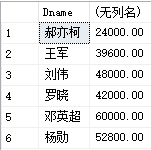 Dname (无列名)
1 郝亦柯 24000.00
2 王军 39600.00
3 刘伟 48000.00
4 罗晓 42000.00
5 邓英超 60000.00
6 杨勋 52800.00